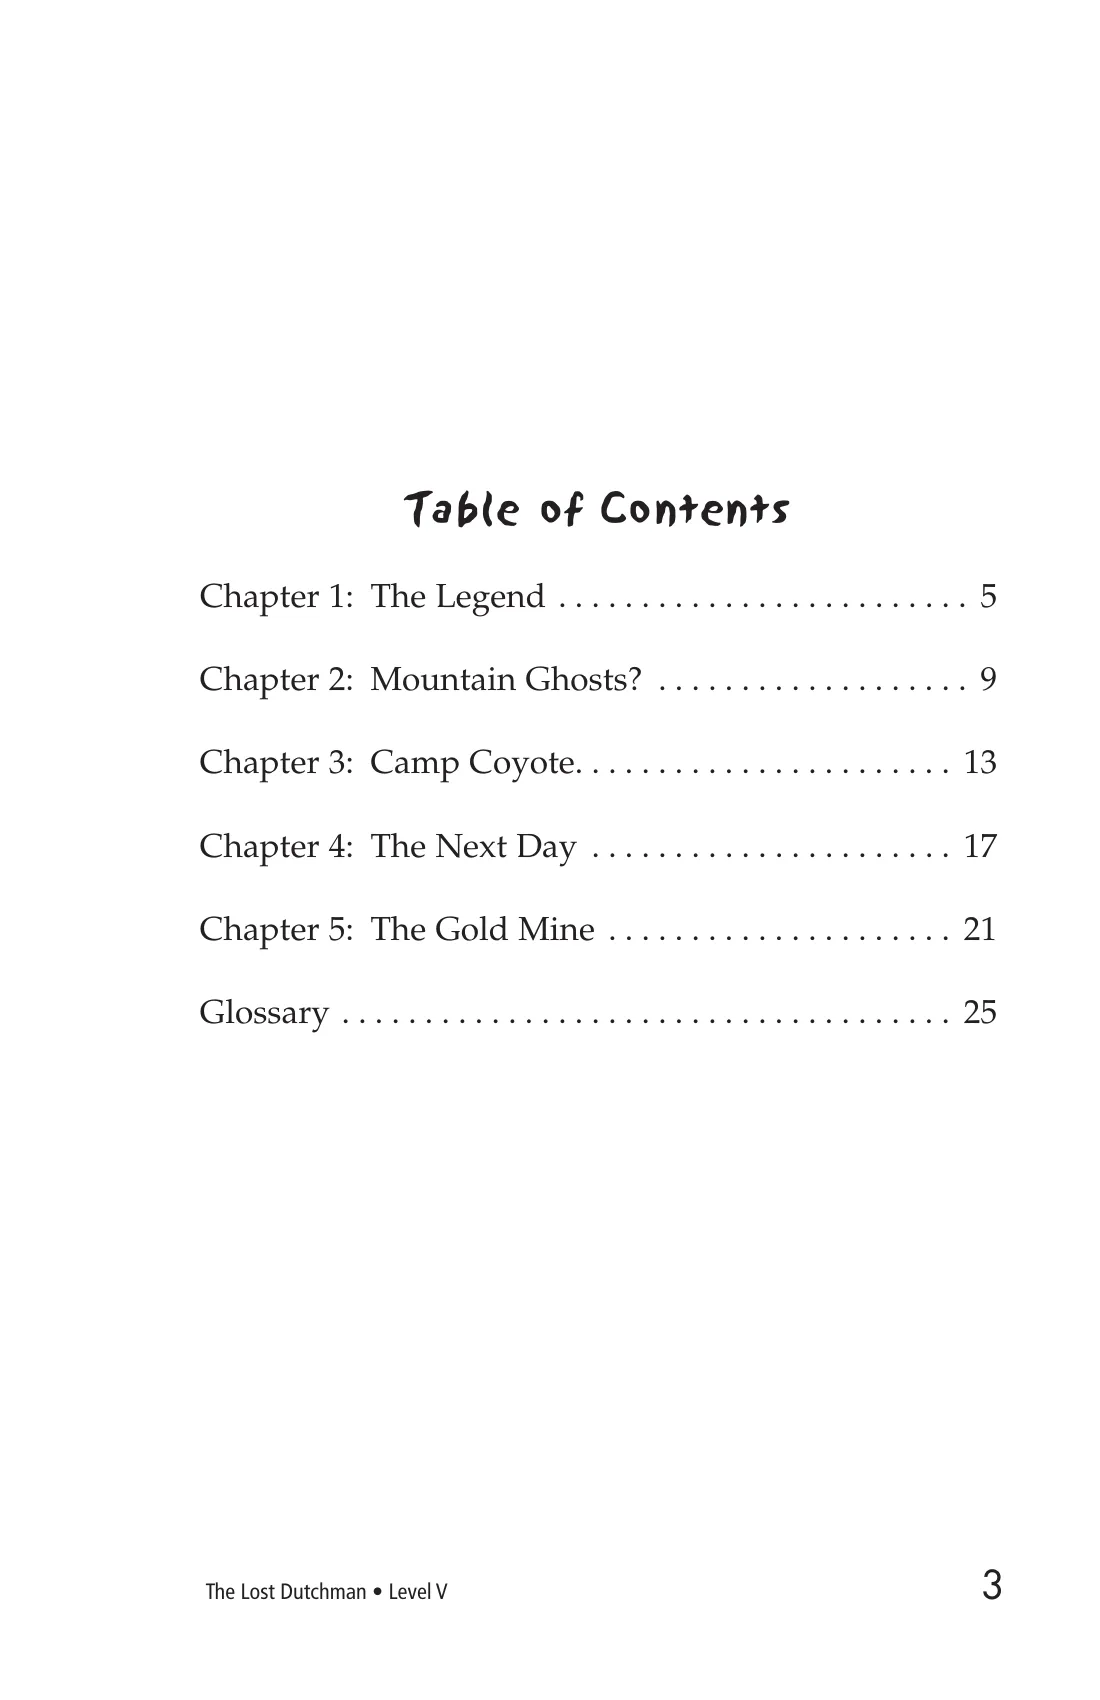 Table of Contents
Chapter 1:  The Legend . . . . . . . . . . . . . . . . . . . . . . . . . 5
Chapter 2:  Mountain Ghosts? . . . . . . . . . . . . . . . . . . . 9
Chapter 3:  Camp Coyote. . . . . . . . . . . . . . . . . . . . . . . 13
Chapter 4:  The Next Day . . . . . . . . . . . . . . . . . . . . . . 17
Chapter 5:  The Gold Mine . . . . . . . . . . . . . . . . . . . . . 21
Glossary . . . . . . . . . . . . . . . . . . . . . . . . . . . . . . . . . . . . . 25
The Lost Dutchman • Level V 3